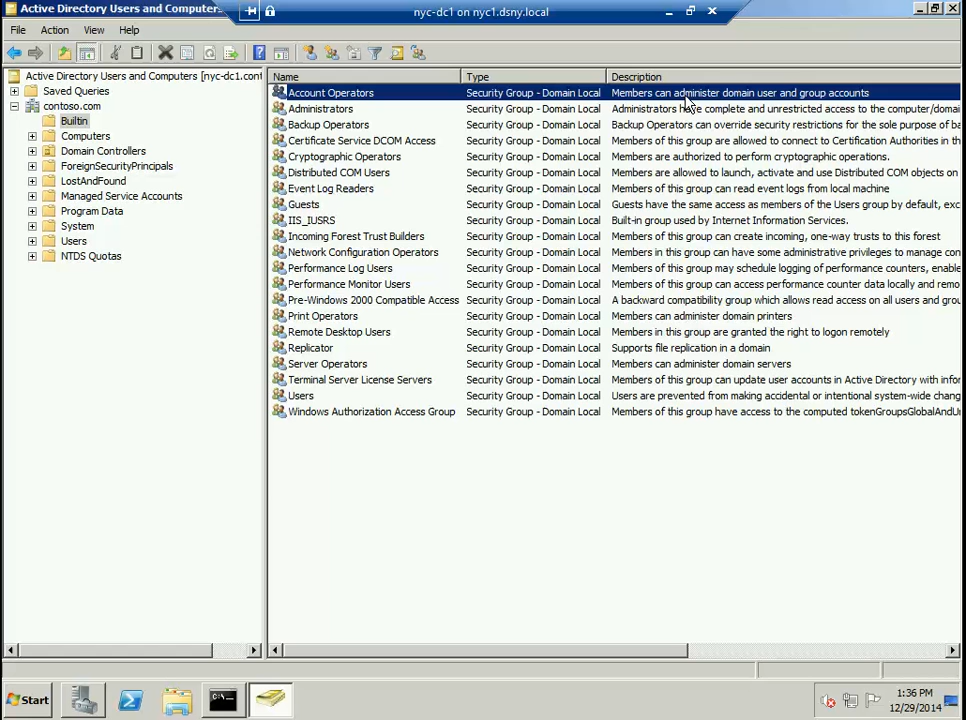 Active Directory Users and Computers
nyc-dc1 on nyc1.dsny.local
File Action View Help
Active Directory Users and Computers [nyc-dc1.cont
Saved Queries
contoso.com
Builtin
Computers
Domain Controllers
ForeignSecurityPrincipals
LostAndFound
Managed Service Accounts
Program Data
System
Users
NTDS Quotas
Name Type Description
Account Operators Security Group - Domain Local Members can administer domain user and group accounts
Administrators Security Group - Domain Local Administrators have complete and unrestricted access to the computer/domai
Backup Operators Security Group - Domain Local Backup Operators can override security restrictions for the sole purpose of ba
Certificate Service DCOM Access Security Group - Domain Local Members of this group are allowed to connect to Certification Authorities in th
Cryptographic Operators Security Group - Domain Local Members are authorized to perform cryptographic operations.
Distributed COM Users Security Group - Domain Local Members are allowed to launch, activate and use Distributed COM objects on
Event Log Readers Security Group - Domain Local Members of this group can read event logs from local machine
Guests Security Group - Domain Local Guests have the same access as members of the Users group by default, exc
IIS_IUSRS Security Group - Domain Local Built-in group used by Internet Information Services.
Incoming Forest Trust Builders Security Group - Domain Local Members of this group can create incoming, one-way trusts to this forest
Network Configuration Operators Security Group - Domain Local Members in this group can have some administrative privileges to manage con
Performance Log Users Security Group - Domain Local Members of this group may schedule logging of performance counters, enable
Performance Monitor Users Security Group - Domain Local Members of this group can access performance counter data locally and remo
Pre-Windows 2000 Compatible Access Security Group - Domain Local A backward compatibility group which allows read access on all users and grou
Print Operators Security Group - Domain Local Members can administer domain printers
Remote Desktop Users Security Group - Domain Local Members in this group are granted the right to logon remotely
Replicator Security Group - Domain Local Supports file replication in a domain
Server Operators Security Group - Domain Local Members can administer domain servers
Terminal Server License Servers Security Group - Domain Local Members of this group can update user accounts in Active Directory with infor
Users Security Group - Domain Local Users are prevented from making accidental or intentional system-wide chang
Windows Authorization Access Group Security Group - Domain Local Members of this group have access to the computed tokenGroupsGlobalAndUn
Start
1:36 PM
12/29/2014